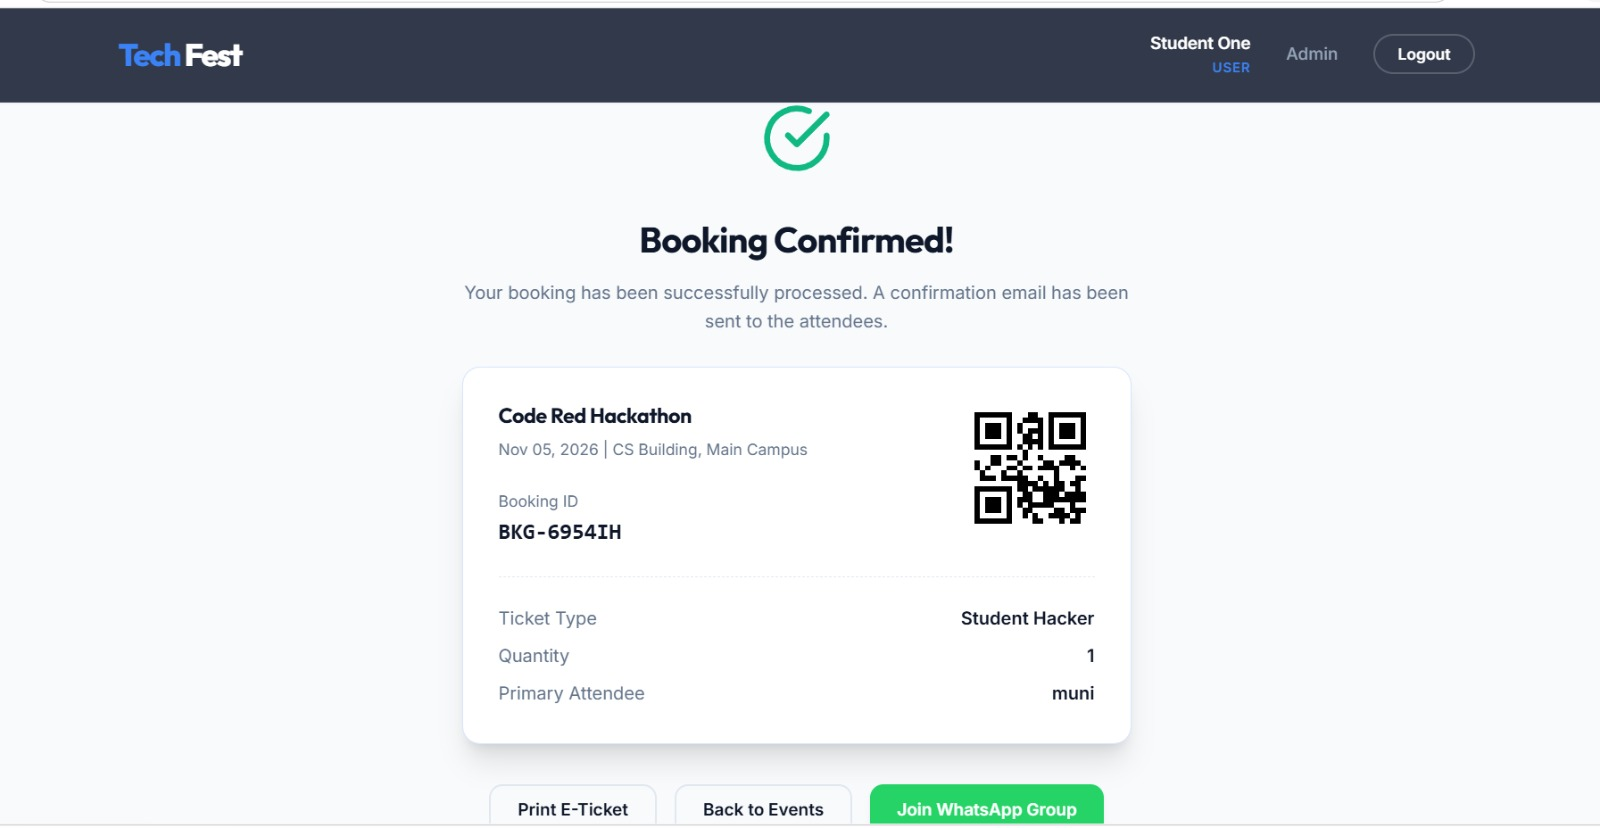 Tech Fest
Student One
USER
Admin
Logout
Booking Confirmed!
Your booking has been successfully processed. A confirmation email has been
sent to the attendees.
Code Red Hackathon
Nov 05, 2026 | CS Building, Main Campus
Booking ID
BKG-6954IH
Ticket Type
Student Hacker
Quantity
1
Primary Attendee
muni
Print E-Ticket
Back to Events
Join WhatsApp Group